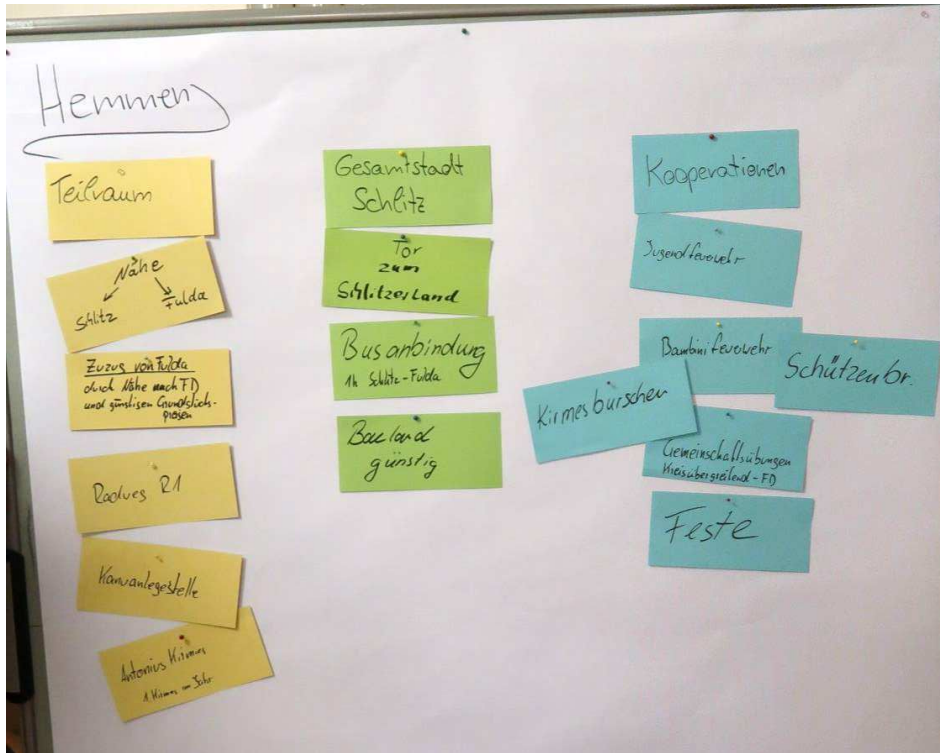 Hemmen
Teilraum
Nähe
Schlitz Fulda
Zuzug von Fulda
durch Nähe nach FD
und günstigen Grundstücks-
preisen
Radweg R1
Kanuanlegestelle
Antonius Kirmes
1. Kirmes im Jahr
Gesamtstadt
Schlitz
Tor
zum
Schlitzerland
Busanbindung
1h Schlitz-Fulda
Bauland
günstig
Kooperationen
Jugendfeuerwehr
Bambinifeuerwehr
Schützenbr.
Kirmesburschen
Gemeinschaftsübungen
Kreisübergreifend - FD
Feste